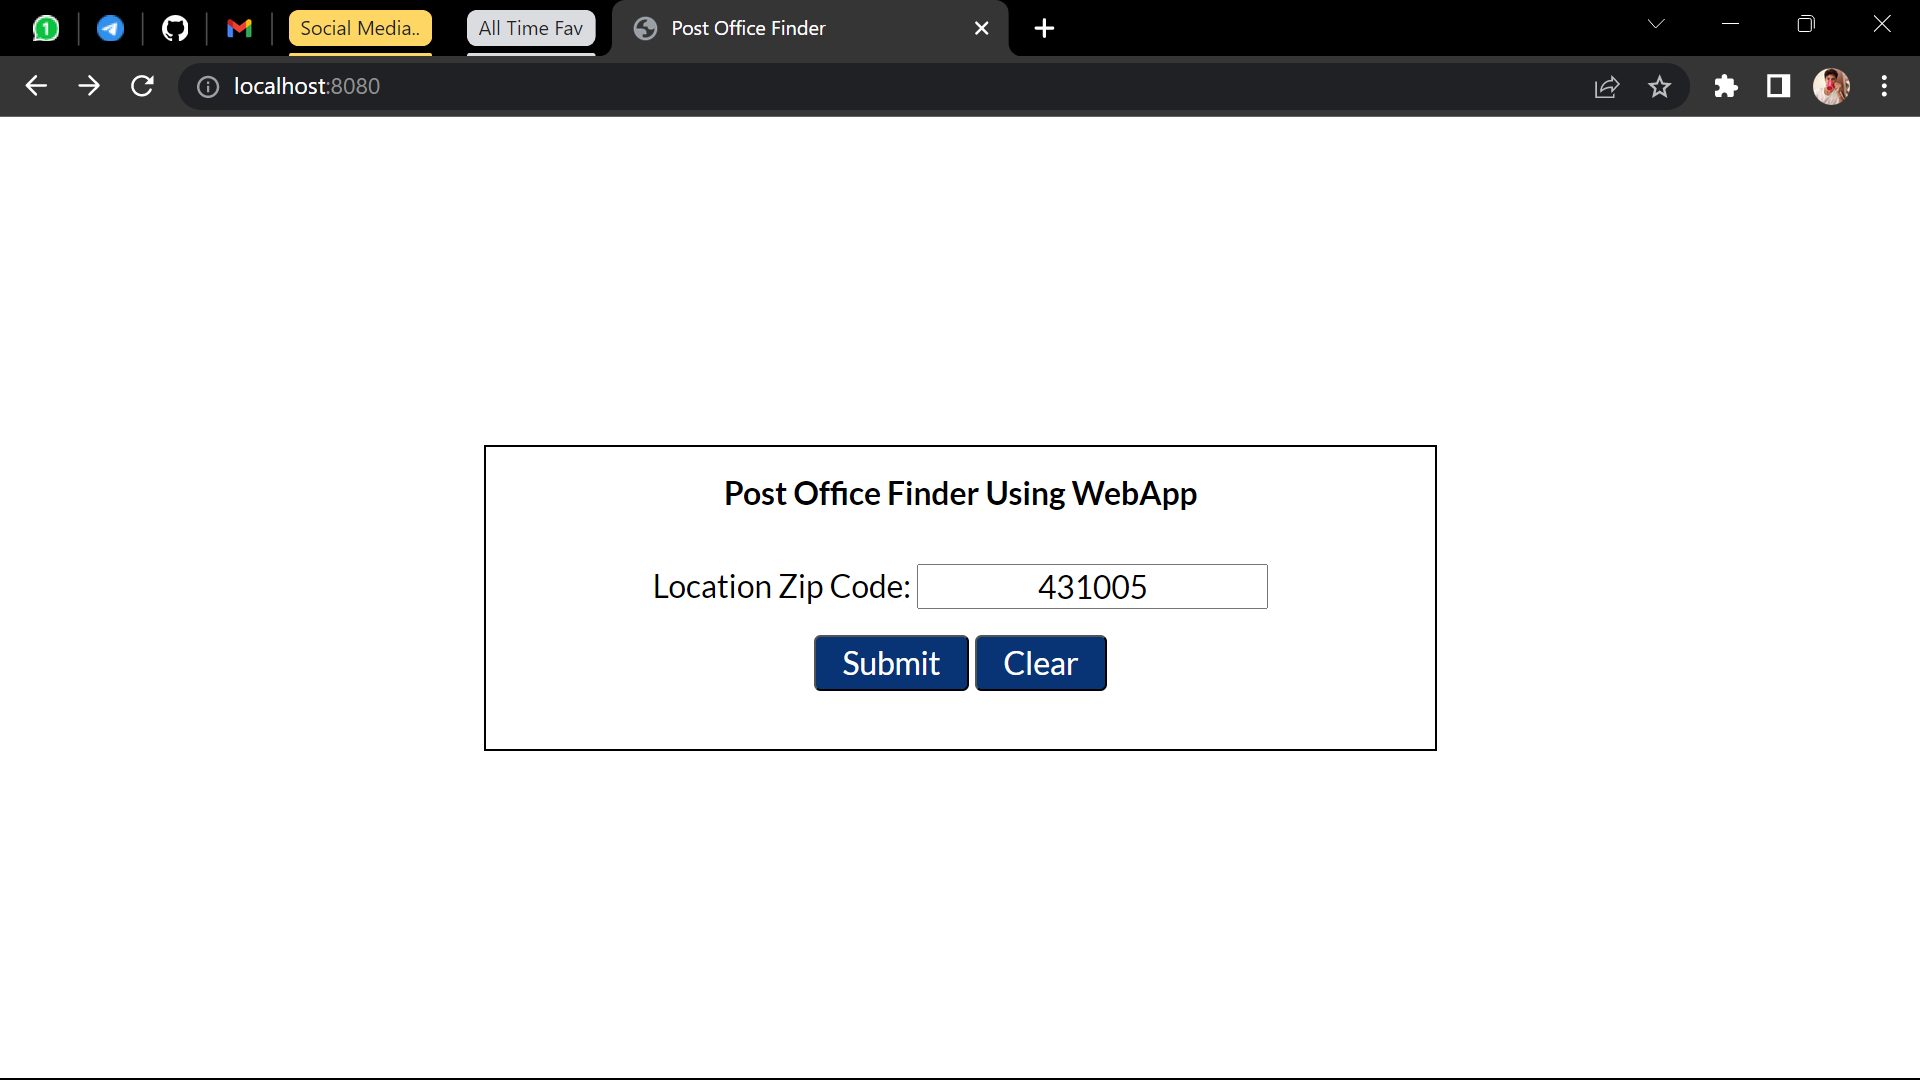 1
Social Media..
All Time Fav
Post Office Finder
localhost:8080
Post Office Finder Using WebApp
Location Zip Code: 431005
Submit Clear